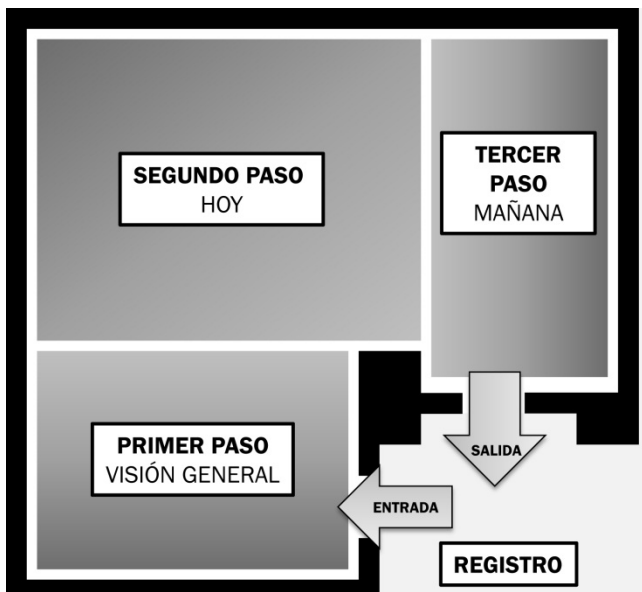 SEGUNDO PASO
HOY
TERCER
PASO
MAÑANA
PRIMER PASO
VISIÓN GENERAL
SALIDA
ENTRADA
REGISTRO